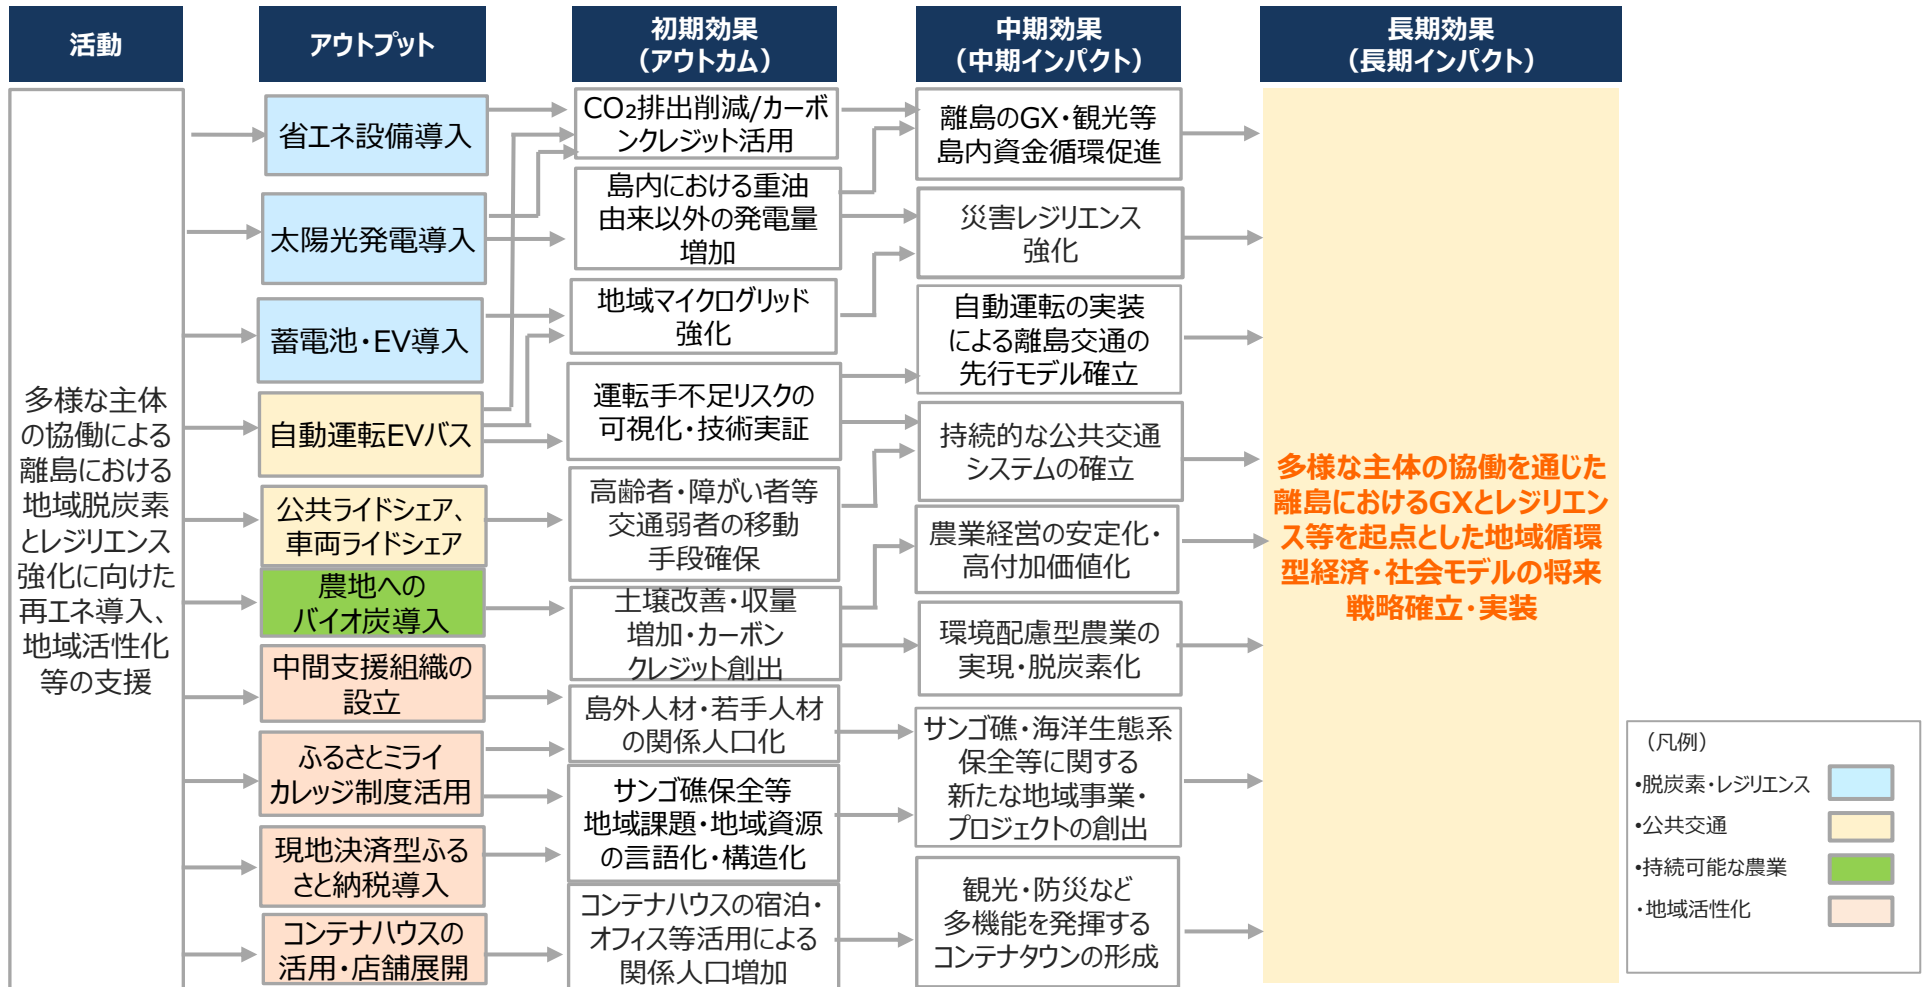 活動
アウトプット
初期効果
（アウトカム）
中期効果
（中期インパクト）
長期効果
（長期インパクト）
多様な主体
の協働による
離島における
地域脱炭素
とレジリエンス
強化に向けた
再エネ導入、
地域活性化
等の支援
省エネ設備導入
太陽光発電導入
蓄電池・EV導入
自動運転EVバス
公共ライドシェア、
車両ライドシェア
農地への
バイオ炭導入
中間支援組織の
設立
ふるさとミライ
カレッジ制度活用
現地決済型ふる
さと納税導入
コンテナハウスの
活用・店舗展開
CO₂排出削減/カーボ
ンクレジット活用
島内における重油
由来以外の発電量
増加
地域マイクログリッド
強化
運転手不足リスクの
可視化・技術実証
高齢者・障がい者等
交通弱者の移動
手段確保
土壌改善・収量
増加・カーボン
クレジット創出
島外人材・若手人材
の関係人口化
サンゴ礁保全等
地域課題・地域資源
の言語化・構造化
コンテナハウスの宿泊・
オフィス等活用による
関係人口増加
離島のGX・観光等
島内資金循環促進
災害レジリエンス
強化
自動運転の実装
による離島交通の
先行モデル確立
持続的な公共交通
システムの確立
農業経営の安定化・
高付加価値化
環境配慮型農業の
実現・脱炭素化
サンゴ礁・海洋生態系
保全等に関する
新たな地域事業・
プロジェクトの創出
観光・防災など
多機能を発揮する
コンテナタウンの形成
多様な主体の協働を通じた
離島におけるGXとレジリエン
ス等を起点とした地域循環
型経済・社会モデルの将来
戦略確立・実装
（凡例）
•脱炭素・レジリエンス
•公共交通
•持続可能な農業
・地域活性化